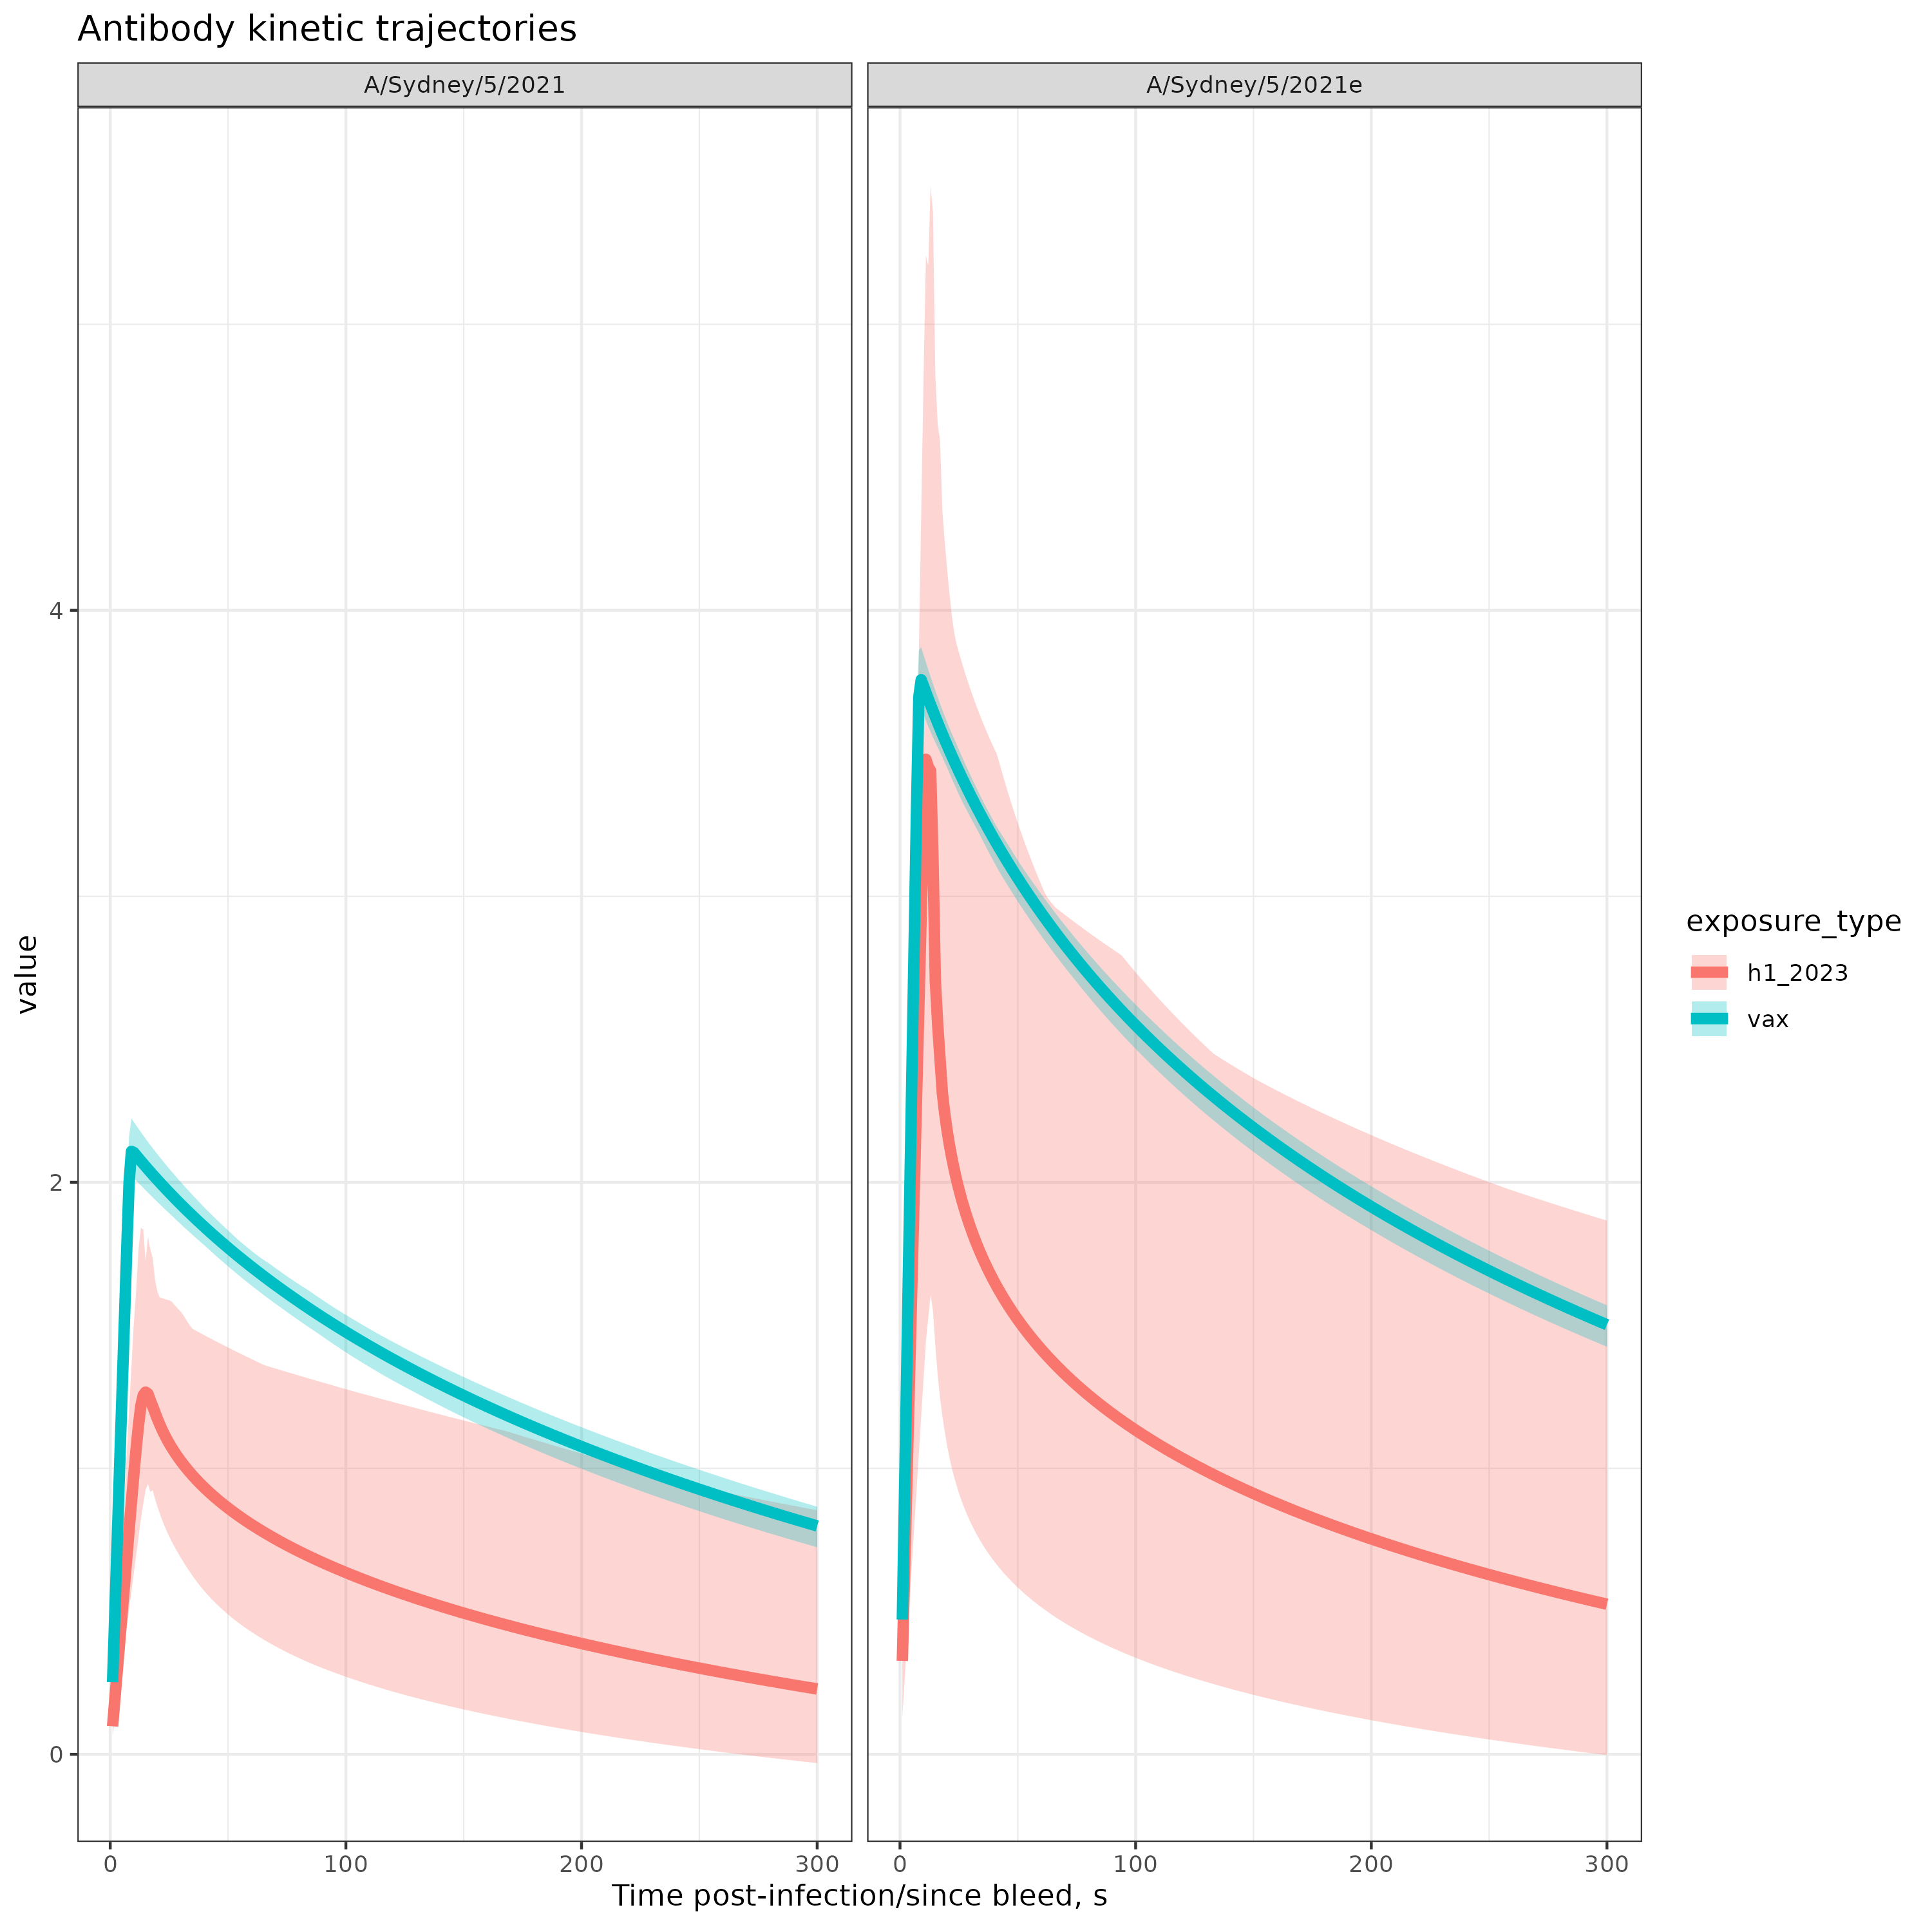 Antibody kinetic trajectories
A/Sydney/5/2021
A/Sydney/5/2021e
value
4
2
0
0
100
200
300
0
100
200
300
Time post-infection/since bleed, s
exposure_type
h1_2023
vax